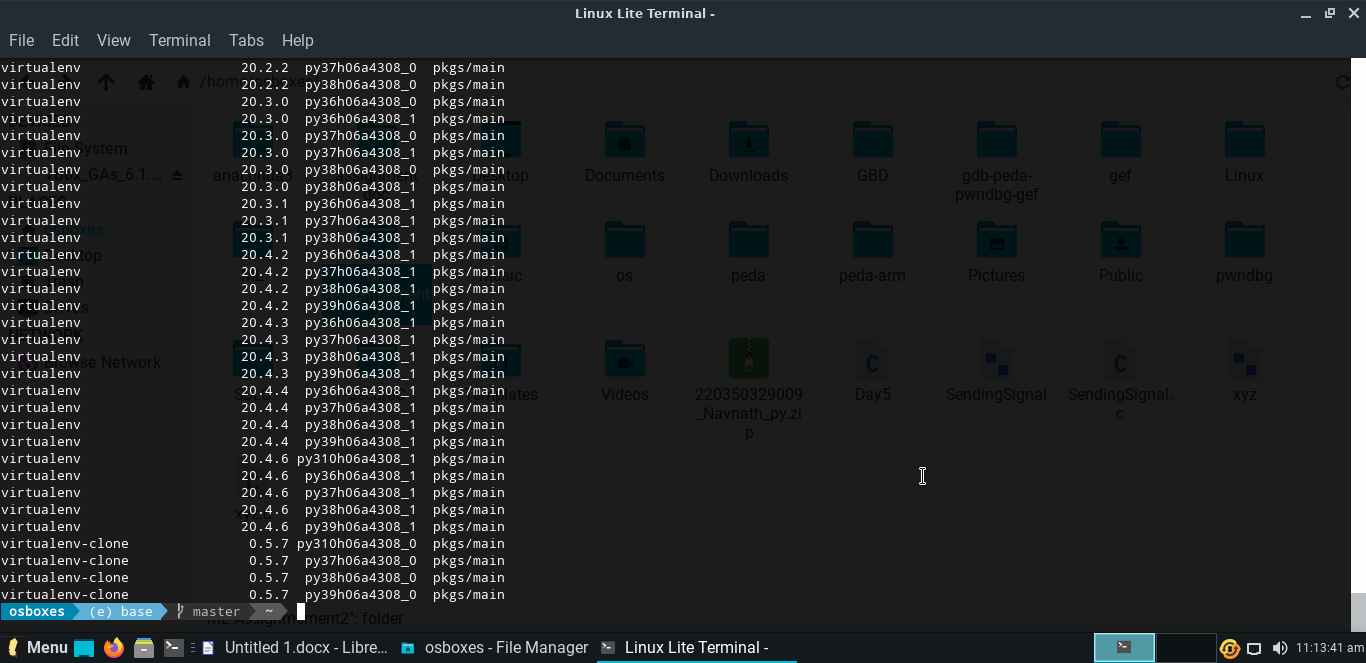 Linux Lite Terminal -
File Edit View Terminal Tabs Help
virtualenv 20.2.2 py37h06a4308_0 pkgs/main
virtualenv 20.2.2 py38h06a4308_0 pkgs/main
virtualenv 20.3.0 py36h06a4308_0 pkgs/main
virtualenv 20.3.0 py36h06a4308_1 pkgs/main
virtualenv 20.3.0 py37h06a4308_0 pkgs/main
virtualenv 20.3.0 py37h06a4308_1 pkgs/main
virtualenv 20.3.0 py38h06a4308_0 pkgs/main
virtualenv 20.3.0 py38h06a4308_1 pkgs/main
virtualenv 20.3.1 py36h06a4308_1 pkgs/main
virtualenv 20.3.1 py37h06a4308_1 pkgs/main
virtualenv 20.3.1 py38h06a4308_1 pkgs/main
virtualenv 20.4.2 py36h06a4308_1 pkgs/main
virtualenv 20.4.2 py37h06a4308_1 pkgs/main
virtualenv 20.4.2 py38h06a4308_1 pkgs/main
virtualenv 20.4.2 py39h06a4308_1 pkgs/main
virtualenv 20.4.3 py36h06a4308_1 pkgs/main
virtualenv 20.4.3 py37h06a4308_1 pkgs/main
virtualenv 20.4.3 py38h06a4308_1 pkgs/main
virtualenv 20.4.3 py39h06a4308_1 pkgs/main
virtualenv 20.4.4 py36h06a4308_1 pkgs/main
virtualenv 20.4.4 py37h06a4308_1 pkgs/main
virtualenv 20.4.4 py38h06a4308_1 pkgs/main
virtualenv 20.4.4 py39h06a4308_1 pkgs/main
virtualenv 20.4.6 py310h06a4308_1 pkgs/main
virtualenv 20.4.6 py36h06a4308_1 pkgs/main
virtualenv 20.4.6 py37h06a4308_1 pkgs/main
virtualenv 20.4.6 py38h06a4308_1 pkgs/main
virtualenv 20.4.6 py39h06a4308_1 pkgs/main
virtualenv-clone 0.5.7 py310h06a4308_0 pkgs/main
virtualenv-clone 0.5.7 py37h06a4308_0 pkgs/main
virtualenv-clone 0.5.7 py38h06a4308_0 pkgs/main
virtualenv-clone 0.5.7 py39h06a4308_0 pkgs/main
osboxes (e) base master ~
Documents Downloads GBD gdb-peda-pwndbg-gef gef Linux
os peda peda-arm Pictures Public pwndbg
Videos 220350329009
_Navnath_py.zi
p
Day5 SendingSignal SendingSignal.
c
xyz
Browse Network
folder
Menu Untitled 1.docx - Libre... osboxes - File Manager Linux Lite Terminal - 11:13:41 am